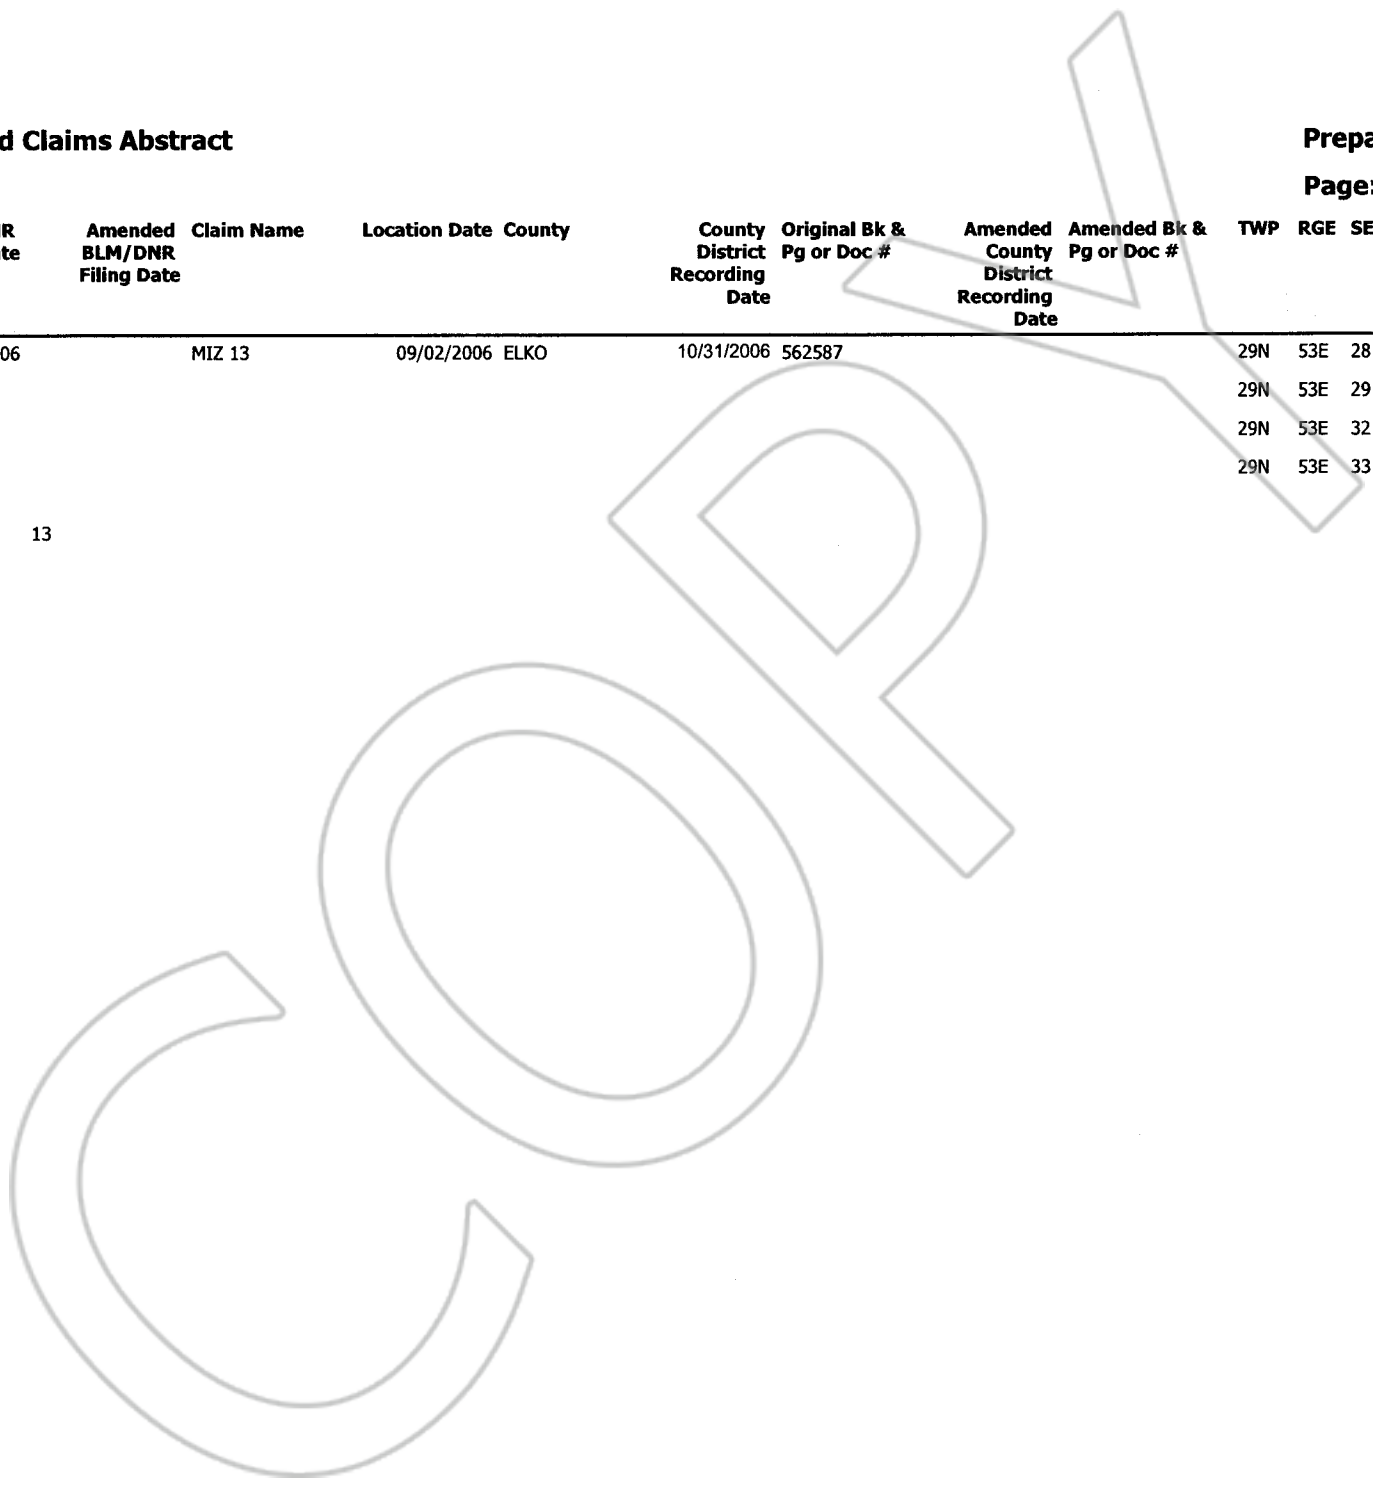 d Claims Abstract
Prepa
Page:
R Amended Claim Name Location Date County County Original Bk & Amended Amended Bk & TWP RGE SE
te BLM/DNR District Pg or Doc # County Pg or Doc #
Filing Date Recording District
Date Recording
Date
06 MIZ 13 09/02/2006 ELKO 10/31/2006 562587 29N 53E 28
29N 53E 29
29N 53E 32
29N 53E 33
13
COPY